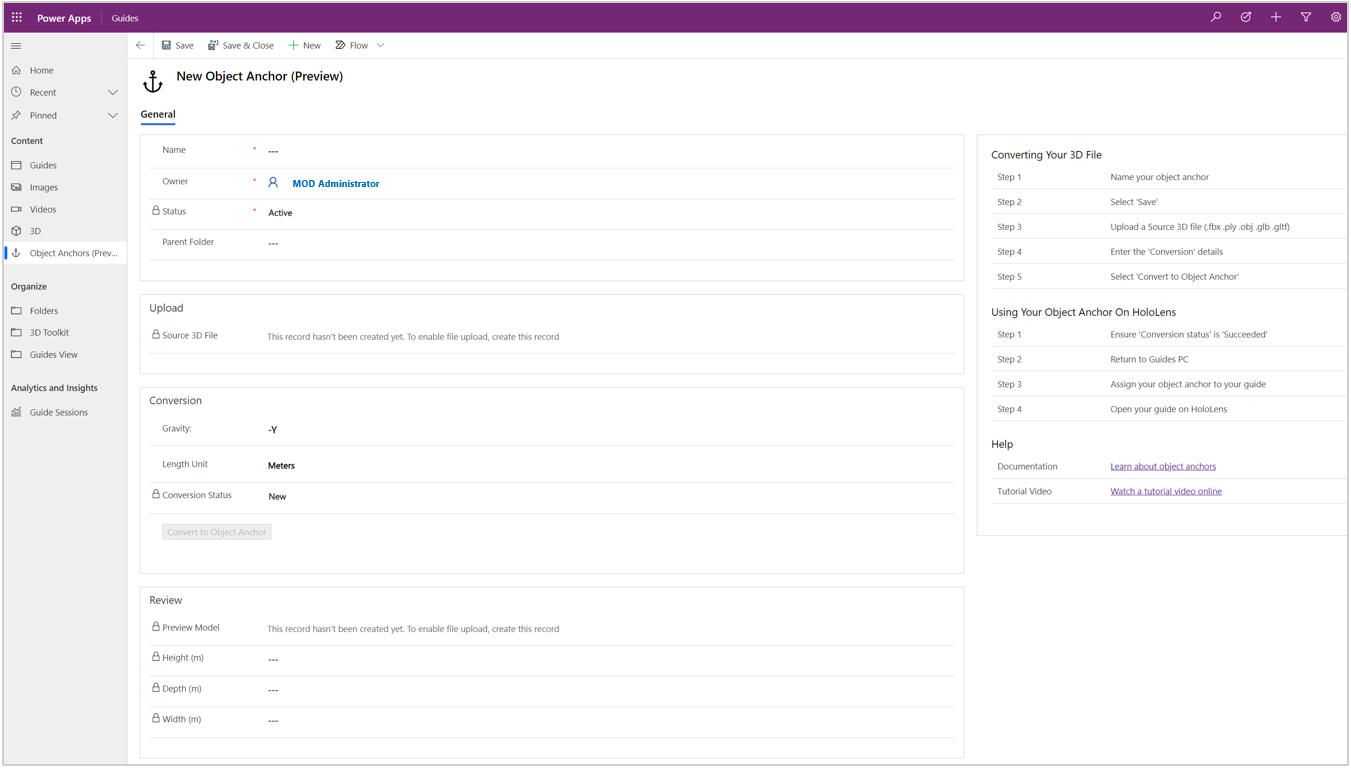 Power Apps Guides
Save Save & Close New Flow
Home
Recent
Pinned
Content
Guides
Images
Videos
3D
Object Anchors (Prev...
Organize
Folders
3D Toolkit
Guides View
Analytics and Insights
Guide Sessions
New Object Anchor (Preview)
General
Name * ---
Owner * MOD Administrator
Status * Active
Parent Folder ---
Upload
Source 3D File This record hasn't been created yet. To enable file upload, create this record
Conversion
Gravity: -Y
Length Unit Meters
Conversion Status New
Convert to Object Anchor
Review
Preview Model This record hasn't been created yet. To enable file upload, create this record
Height (m) ---
Depth (m) ---
Width (m) ---
Converting Your 3D File
Step 1 Name your object anchor
Step 2 Select 'Save'
Step 3 Upload a Source 3D file (.fbx .ply .obj .glb .gltf)
Step 4 Enter the 'Conversion' details
Step 5 Select 'Convert to Object Anchor'
Using Your Object Anchor On HoloLens
Step 1 Ensure 'Conversion status' is 'Succeeded'
Step 2 Return to Guides PC
Step 3 Assign your object anchor to your guide
Step 4 Open your guide on HoloLens
Help
Documentation Learn about object anchors
Tutorial Video Watch a tutorial video online